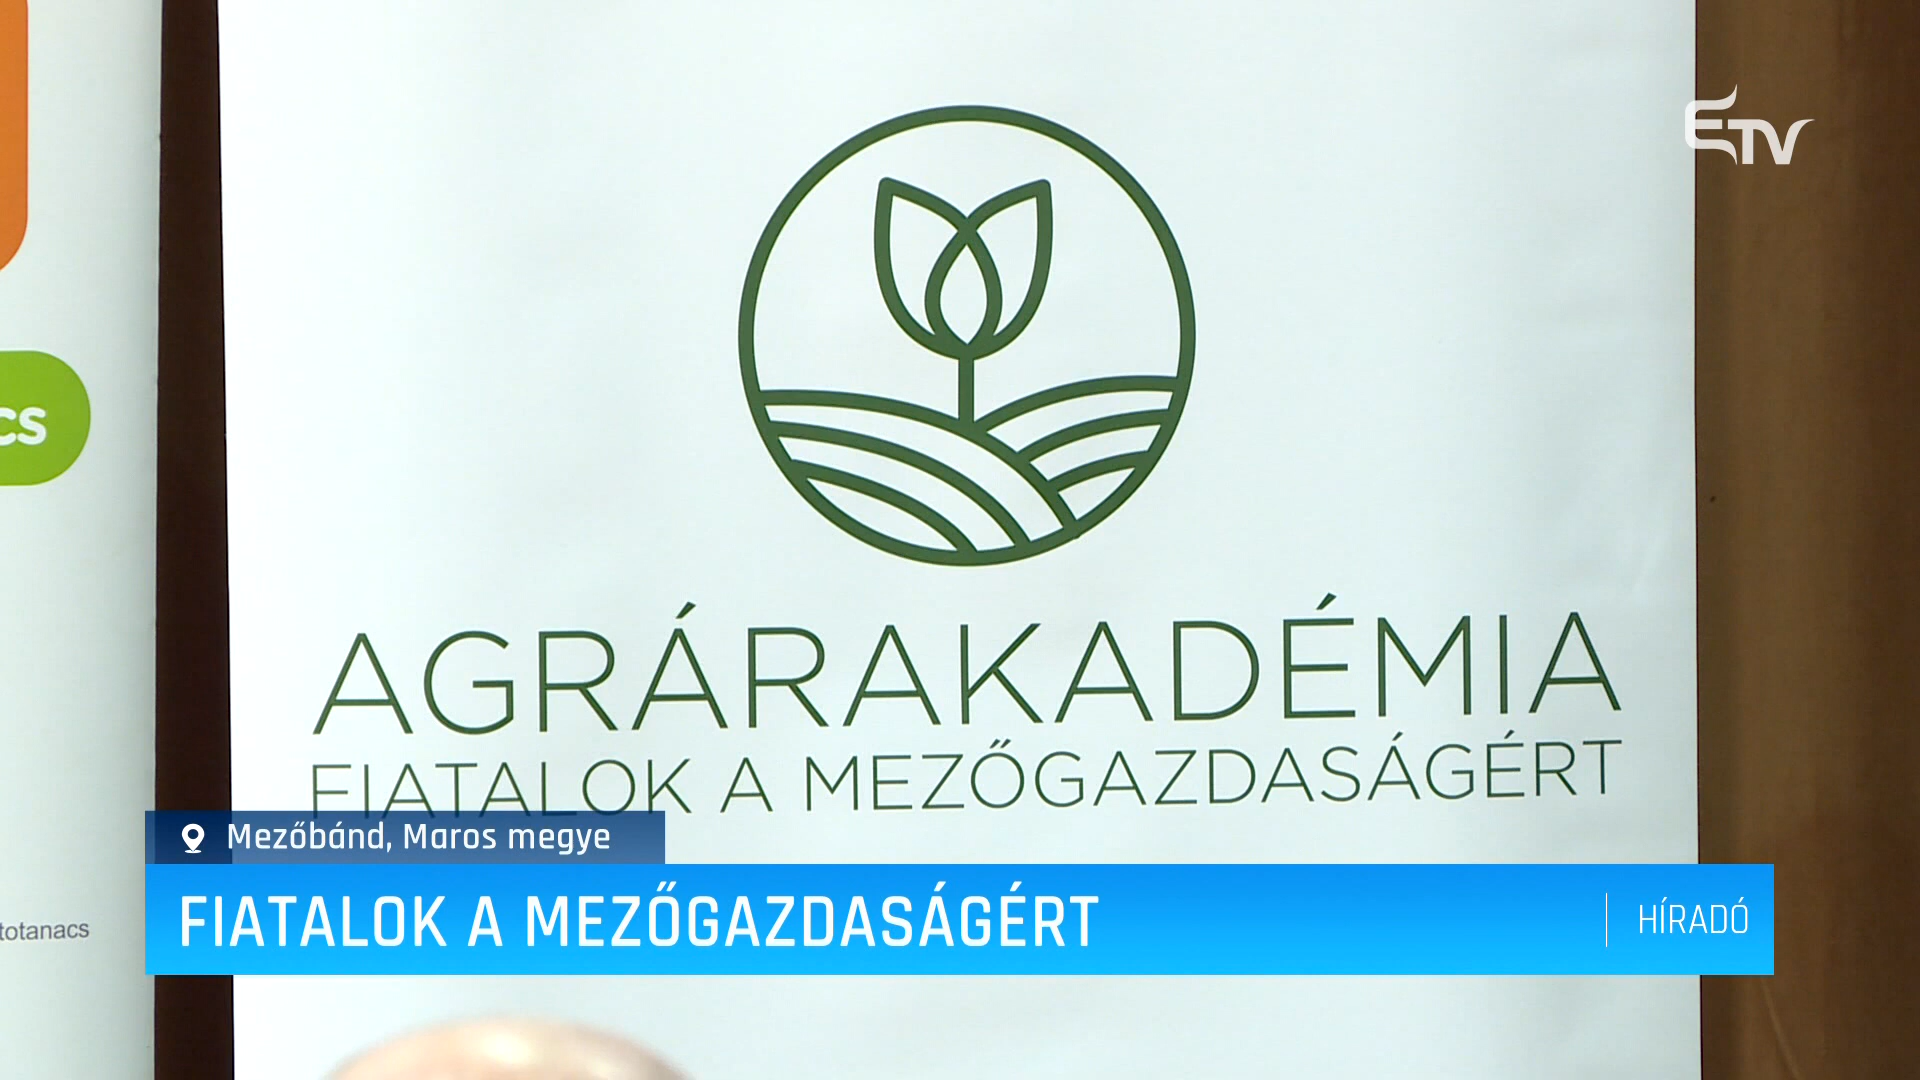 ETV
cs
AGRÁRAKADÉMIA
FIATALOK A MEZŐGAZDASÁGÉRT
Mezőbánd, Maros megye
FIATALOK A MEZŐGAZDASÁGÉRT
HÍRADÓ
totanacs